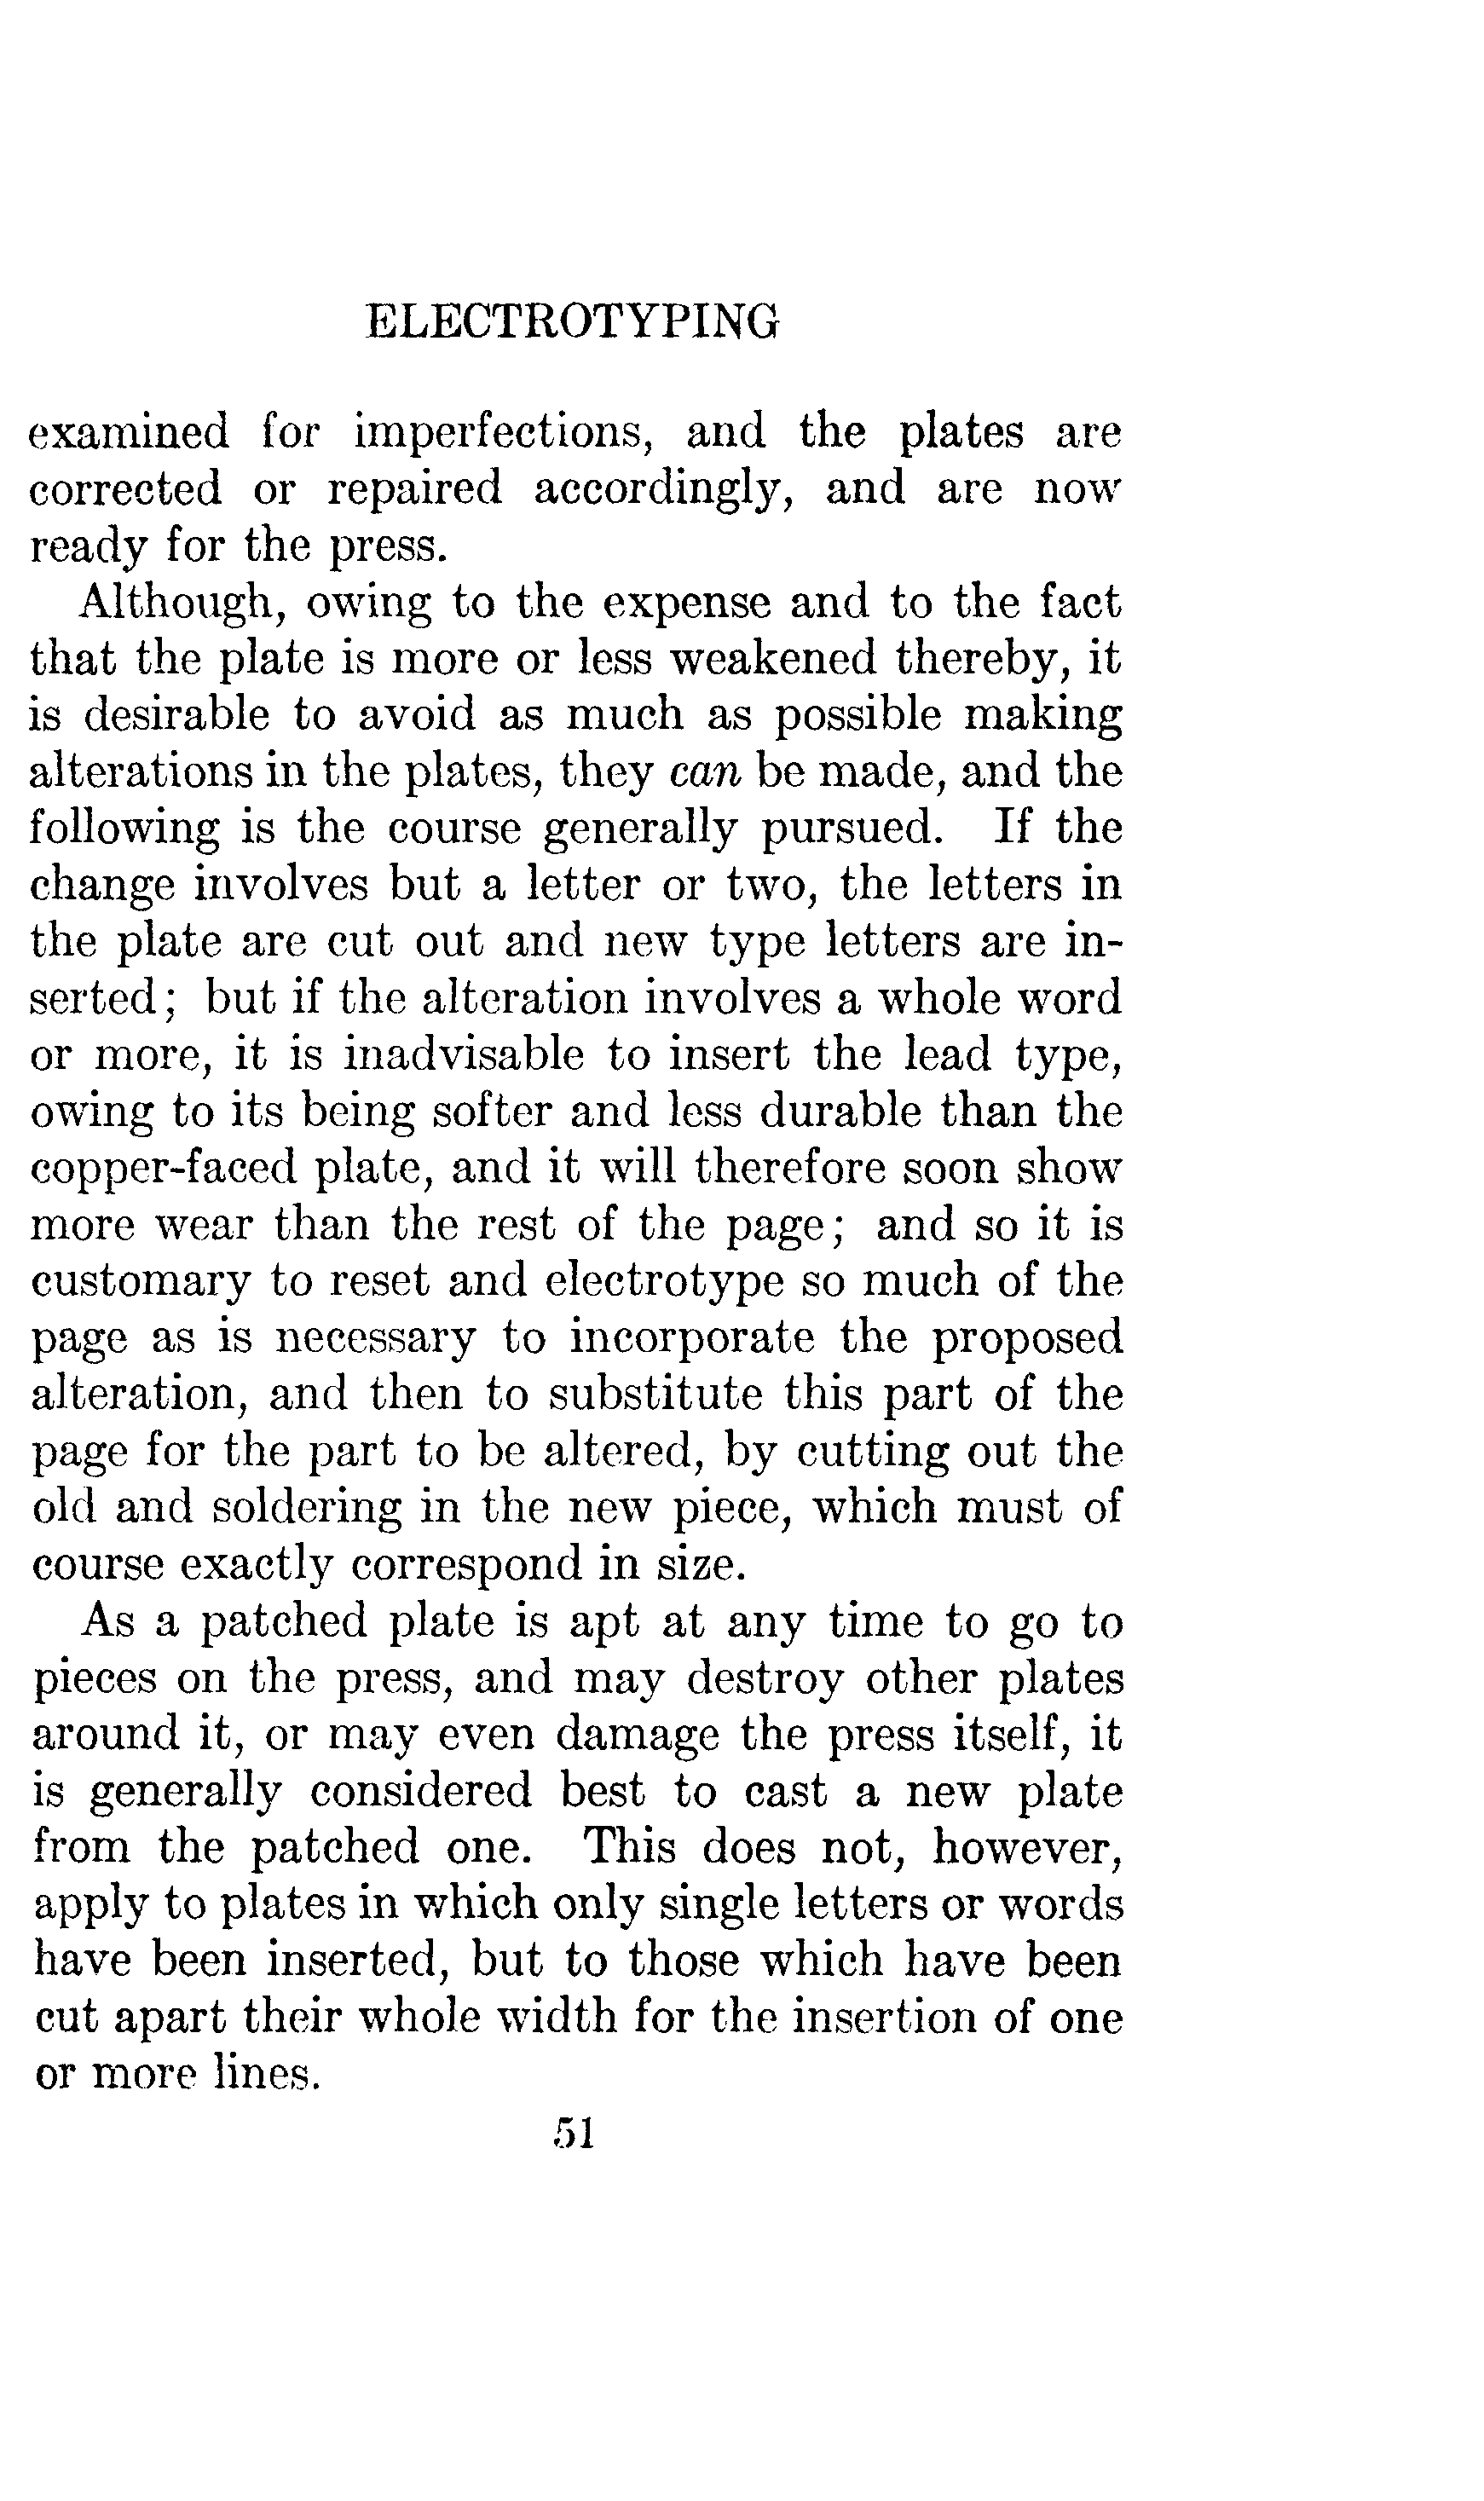 ELECTROTYPING
examined for imperfections, and the plates are
corrected or repaired accordingly, and are now
ready for the press.
Although, owing to the expense and to the fact
that the plate is more or less weakened thereby, it
is desirable to avoid as much as possible making
alterations in the plates, they can be made, and the
following is the course generally pursued. If the
change involves but a letter or two, the letters in
the plate are cut out and new type letters are in-
serted; but if the alteration involves a whole word
or more, it is inadvisable to insert the lead type,
owing to its being softer and less durable than the
copper-faced plate, and it will therefore soon show
more wear than the rest of the page; and so it is
customary to reset and electrotype so much of the
page as is necessary to incorporate the proposed
alteration, and then to substitute this part of the
page for the part to be altered, by cutting out the
old and soldering in the new piece, which must of
course exactly correspond in size.
As a patched plate is apt at any time to go to
pieces on the press, and may destroy other plates
around it, or may even damage the press itself, it
is generally considered best to cast a new plate
from the patched one. This does not, however,
apply to plates in which only single letters or words
have been inserted, but to those which have been
cut apart their whole width for the insertion of one
or more lines.
51